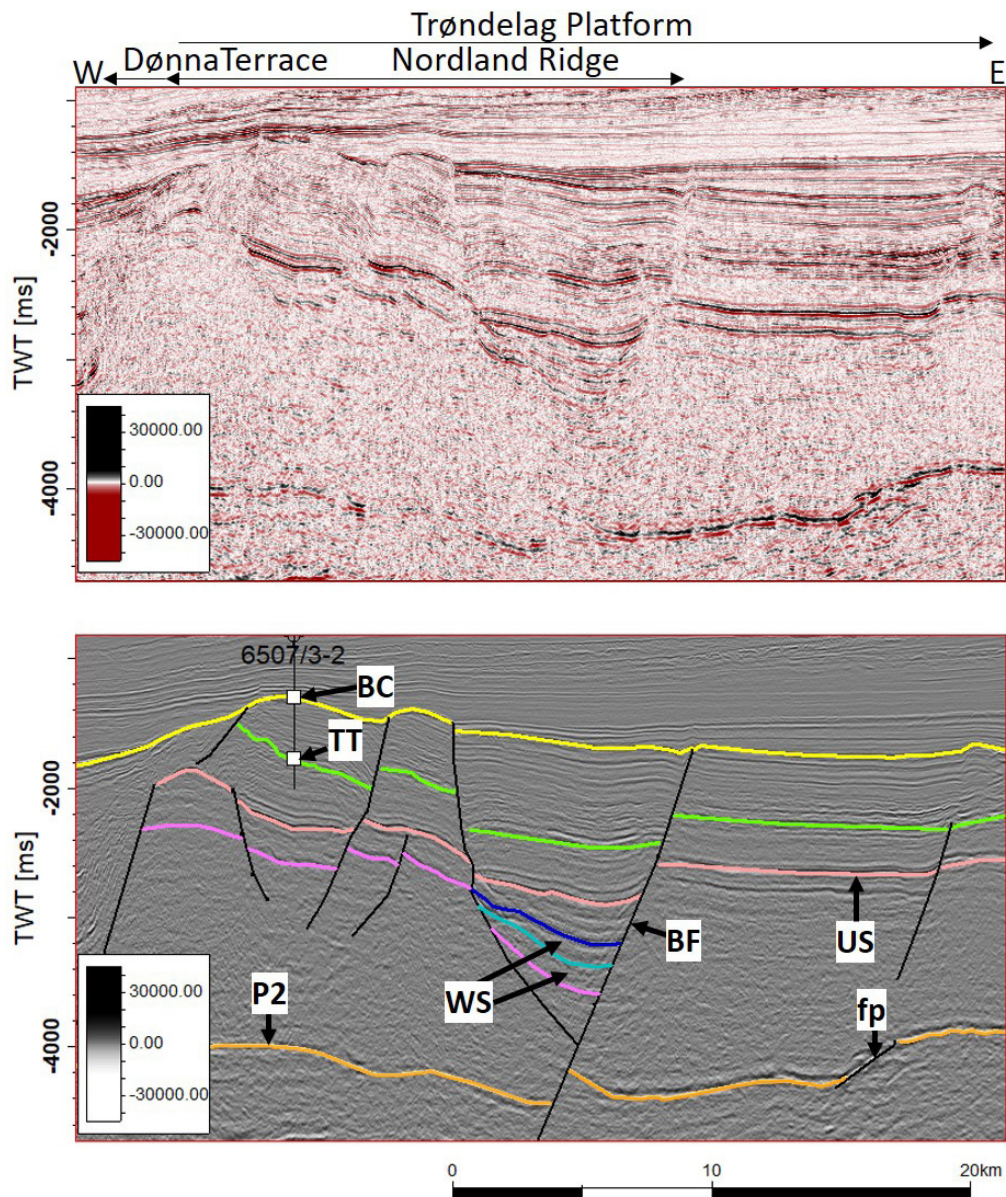 Trøndelag Platform
W DønnaTerrace Nordland Ridge E
-2000
TWT [ms]
-4000
30000.00
0.00
-30000.00
6507/3-2
BC
TT
-2000
TWT [ms]
BF
US
WS
P2
fp
-4000
30000.00
0.00
-30000.00
0 10 20km